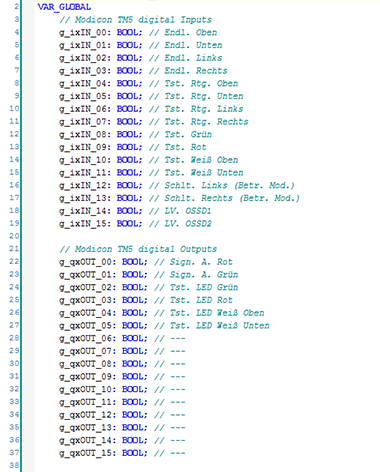 2 VAR_GLOBAL
3 // Modicon TM5 digital Inputs
4 g_ixIN_00: BOOL; // Endl. Oben
5 g_ixIN_01: BOOL; // Endl. Unten
6 g_ixIN_02: BOOL; // Endl. Links
7 g_ixIN_03: BOOL; // Endl. Rechts
8 g_ixIN_04: BOOL; // Tst. Rtg. Oben
9 g_ixIN_05: BOOL; // Tst. Rtg. Unten
10 g_ixIN_06: BOOL; // Tst. Rtg. Links
11 g_ixIN_07: BOOL; // Tst. Rtg. Rechts
12 g_ixIN_08: BOOL; // Tst. Grün
13 g_ixIN_09: BOOL; // Tst. Rot
14 g_ixIN_10: BOOL; // Tst. Weiß Oben
15 g_ixIN_11: BOOL; // Tst. Weiß Unten
16 g_ixIN_12: BOOL; // Schlt. Links (Betr. Mod.)
17 g_ixIN_13: BOOL; // Schlt. Rechts (Betr. Mod.)
18 g_ixIN_14: BOOL; // LV. OSSD1
19 g_ixIN_15: BOOL; // LV. OSSD2
20
21 // Modicon TM5 digital Outputs
22 g_qxOUT_00: BOOL; // Sign. A. Rot
23 g_qxOUT_01: BOOL; // Sign. A. Grün
24 g_qxOUT_02: BOOL; // Tst. LED Grün
25 g_qxOUT_03: BOOL; // Tst. LED Rot
26 g_qxOUT_04: BOOL; // Tst. LED Weiß Oben
27 g_qxOUT_05: BOOL; // Tst. LED Weiß Unten
28 g_qxOUT_06: BOOL; // ---
29 g_qxOUT_07: BOOL; // ---
30 g_qxOUT_08: BOOL; // ---
31 g_qxOUT_09: BOOL; // ---
32 g_qxOUT_10: BOOL; // ---
33 g_qxOUT_11: BOOL; // ---
34 g_qxOUT_12: BOOL; // ---
35 g_qxOUT_13: BOOL; // ---
36 g_qxOUT_14: BOOL; // ---
37 g_qxOUT_15: BOOL; // ---
38